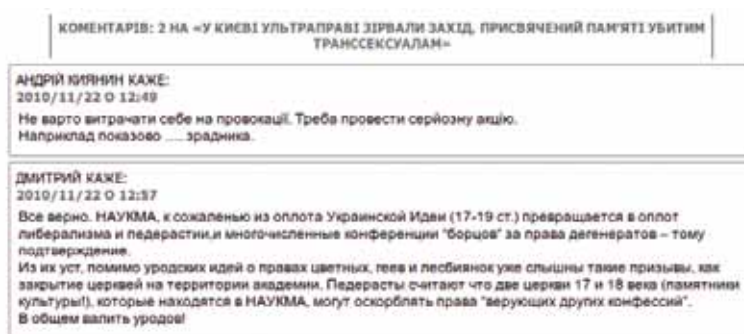 КОМЕНТАРІВ: 2 НА «У КИЄВІ УЛЬТРАПРАВІ ЗІРВАЛИ ЗАХІД, ПРИСВЯЧЕНИЙ ПАМ'ЯТІ УБИТИМ
ТРАНССЕКСУАЛАМ»
АНДРІЙ КИЯНИН КАЖЕ:
2010/11/22 О 12:49
Не варто витрачати себе на провокації. Треба провести серйозну акцію.
Наприклад показово ..... зрадника.
ДМИТРИЙ КАЖЕ:
2010/11/22 О 12:57
Все верно. НАУКМА, к сожаленью из оплота Украинской Идеи (17-19 ст.) превращается в оплот
либерализма и педерастии,и многочисленные конференции "борцов" за права дегенератов – тому
подтверждение.
Из их уст, помимо уродских идей о правах цветных, геев и лесбиянок уже слышны такие призывы, как
закрытие церквей на территории академии. Педерасты считают что две церкви 17 и 18 века (памятники
культуры!), которые находятся в НАУКМА, могут оскорблять права "верующих других конфессий".
В общем валить уродов!